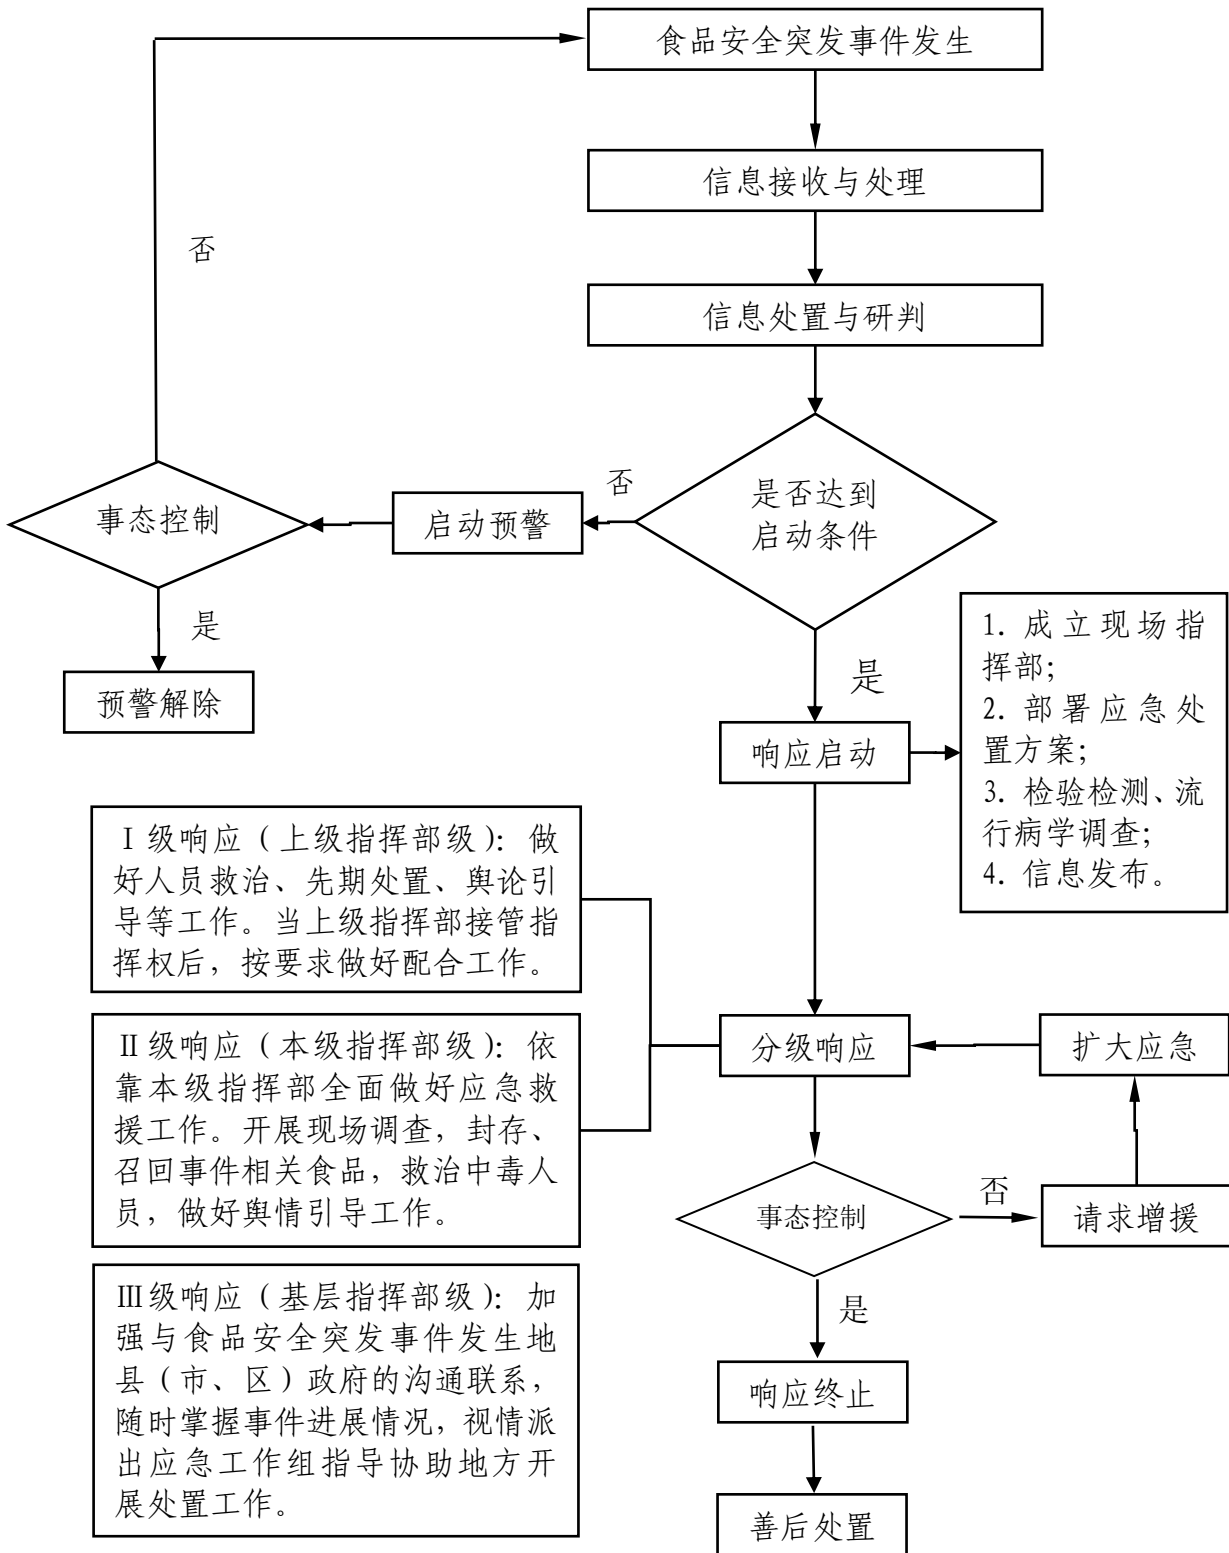 食品安全突发事件发生
信息接收与处理
否
信息处置与研判
否
是否达到
启动条件
启动预警
事态控制
是
预警解除
是
响应启动
1. 成立现场指
挥部；
2. 部署应急处
置方案；
3. 检验检测、流
行病学调查；
4. 信息发布。
Ⅰ级响应（上级指挥部级）：做
好人员救治、先期处置、舆论引
导等工作。当上级指挥部接管指
挥权后，按要求做好配合工作。
Ⅱ级响应（本级指挥部级）：依
靠本级指挥部全面做好应急救
援工作。开展现场调查，封存、
召回事件相关食品，救治中毒人
员，做好舆情引导工作。
Ⅲ级响应（基层指挥部级）：加
强与食品安全突发事件发生地
县（市、区）政府的沟通联系，
随时掌握事件进展情况，视情派
出应急工作组指导协助地方开
展处置工作。
分级响应
扩大应急
事态控制
否
请求增援
是
响应终止
善后处置